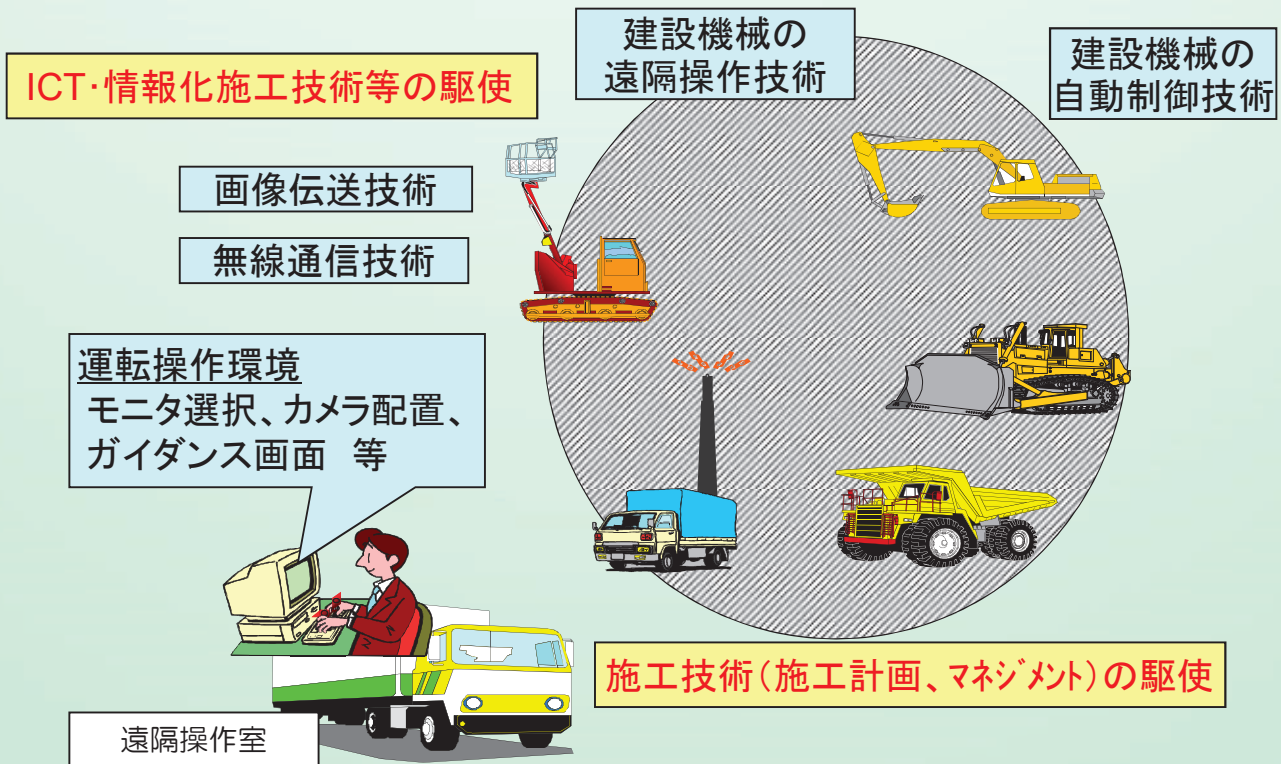 建設機械の
遠隔操作技術
建設機械の
自動制御技術
ICT･情報化施工技術等の駆使
画像伝送技術
無線通信技術
運転操作環境
モニタ選択、カメラ配置、
ガイダンス画面　等
施工技術（施工計画、マネジメント）の駆使
遠隔操作室